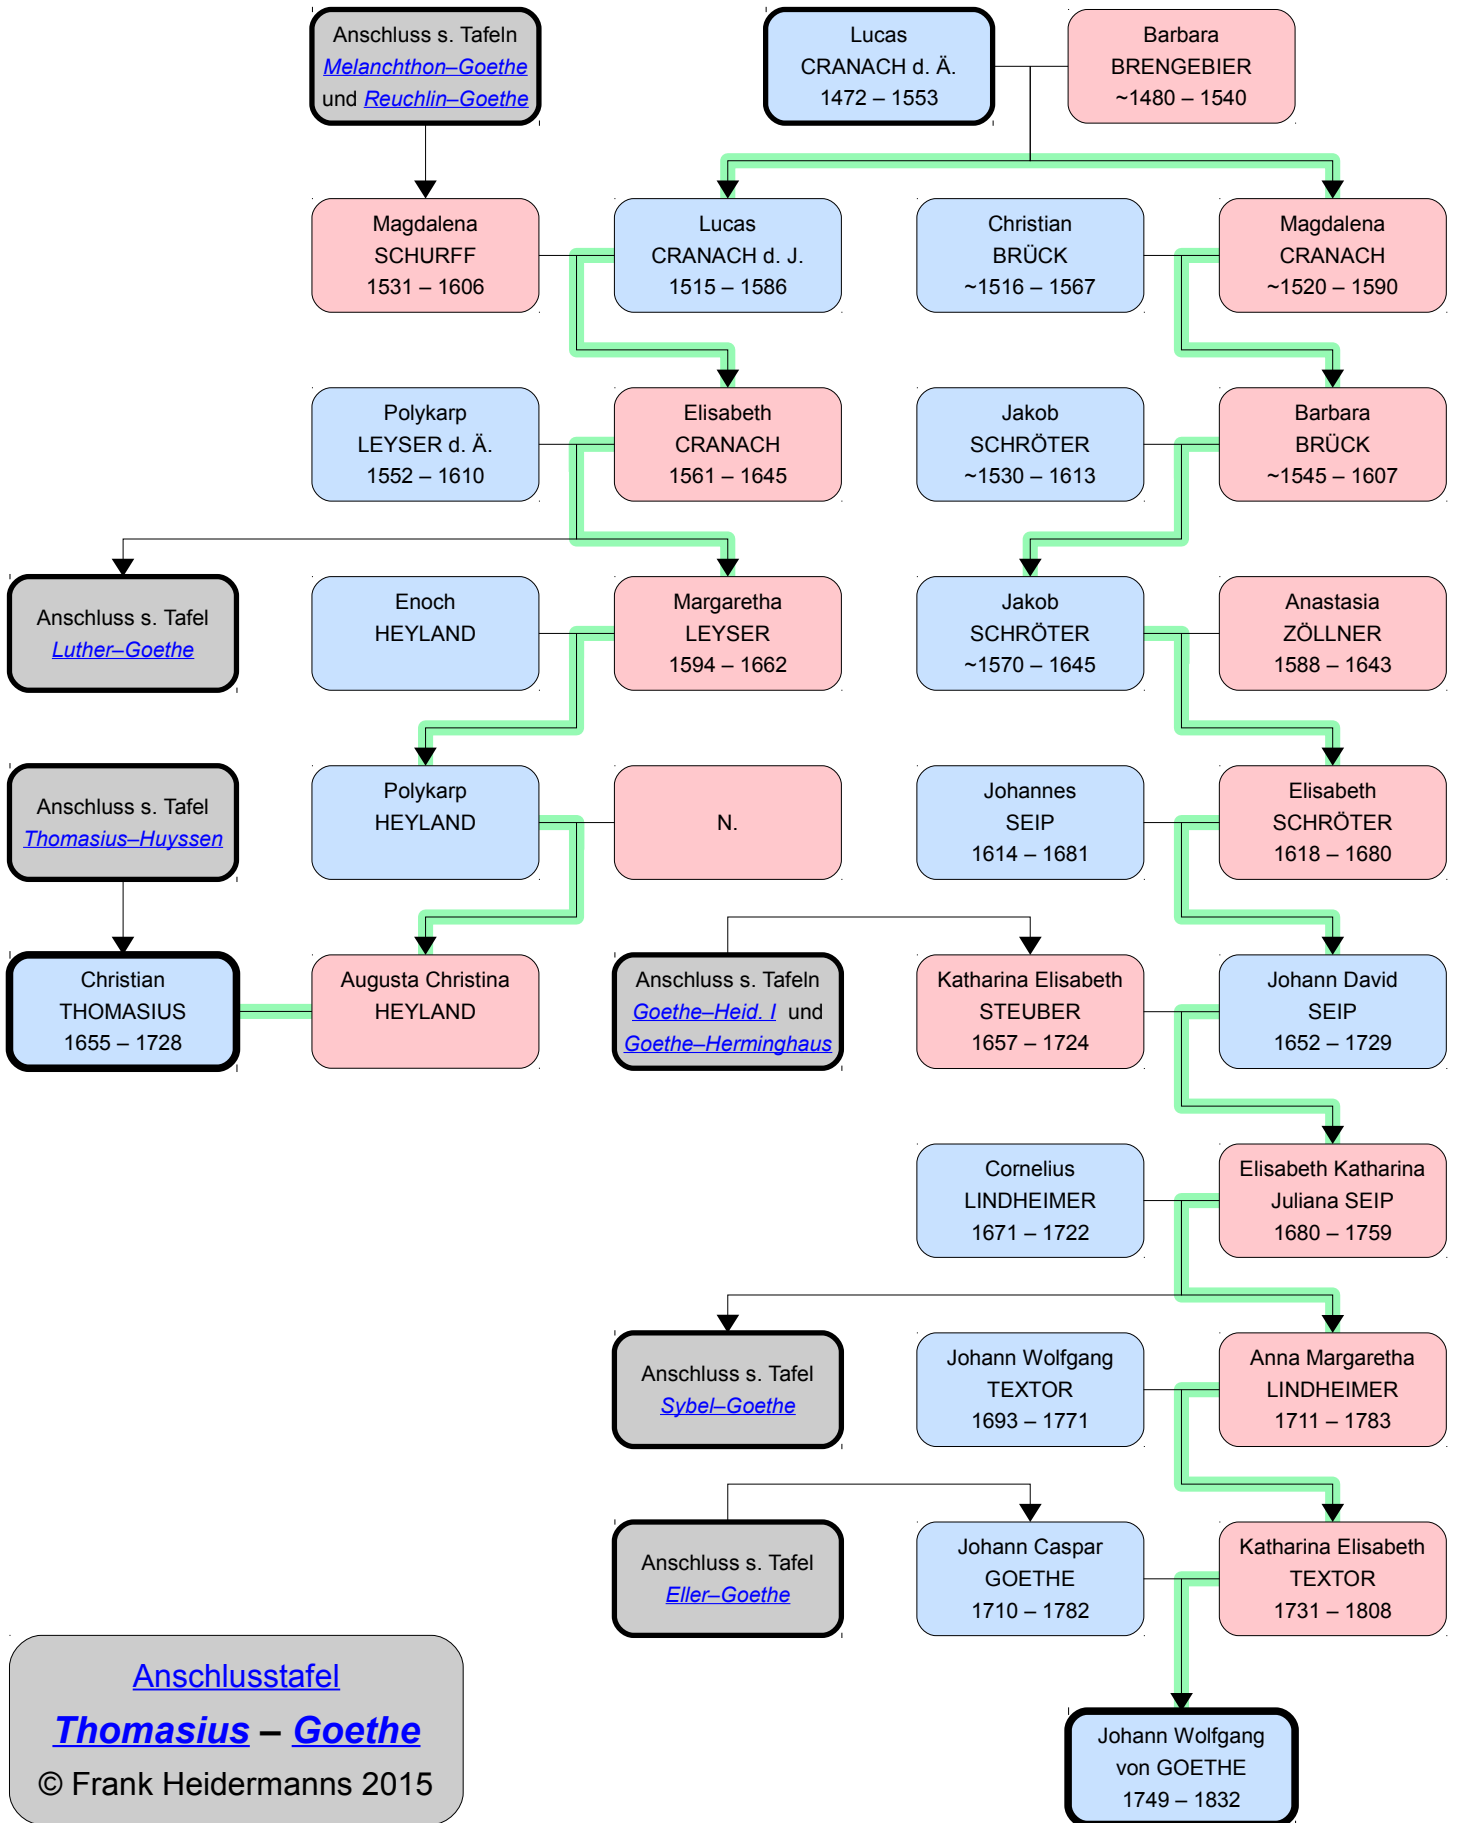 Anschluss s. Tafeln
Melanchthon–Goethe
und Reuchlin–Goethe
Lucas
CRANACH d. Ä.
1472 – 1553
Barbara
BRENGEBIER
~1480 – 1540
Magdalena
SCHURFF
1531 – 1606
Lucas
CRANACH d. J.
1515 – 1586
Christian
BRÜCK
~1516 – 1567
Magdalena
CRANACH
~1520 – 1590
Polykarp
LEYSER d. Ä.
1552 – 1610
Elisabeth
CRANACH
1561 – 1645
Jakob
SCHRÖTER
~1530 – 1613
Barbara
BRÜCK
~1545 – 1607
Anschluss s. Tafel
Luther–Goethe
Enoch
HEYLAND
Margaretha
LEYSER
1594 – 1662
Jakob
SCHRÖTER
~1570 – 1645
Anastasia
ZÖLLNER
1588 – 1643
Anschluss s. Tafel
Thomasius–Huyssen
Polykarp
HEYLAND
N.
Johannes
SEIP
1614 – 1681
Elisabeth
SCHRÖTER
1618 – 1680
Christian
THOMASIUS
1655 – 1728
Augusta Christina
HEYLAND
Anschluss s. Tafeln
Goethe–Heid. I und
Goethe–Herminghaus
Katharina Elisabeth
STEUBER
1657 – 1724
Johann David
SEIP
1652 – 1729
Cornelius
LINDHEIMER
1671 – 1722
Elisabeth Katharina
Juliana SEIP
1680 – 1759
Anschluss s. Tafel
Sybel–Goethe
Johann Wolfgang
TEXTOR
1693 – 1771
Anna Margaretha
LINDHEIMER
1711 – 1783
Anschluss s. Tafel
Eller–Goethe
Johann Caspar
GOETHE
1710 – 1782
Katharina Elisabeth
TEXTOR
1731 – 1808
Anschlusstafel
Thomasius – Goethe
© Frank Heidermanns 2015
Johann Wolfgang
von GOETHE
1749 – 1832